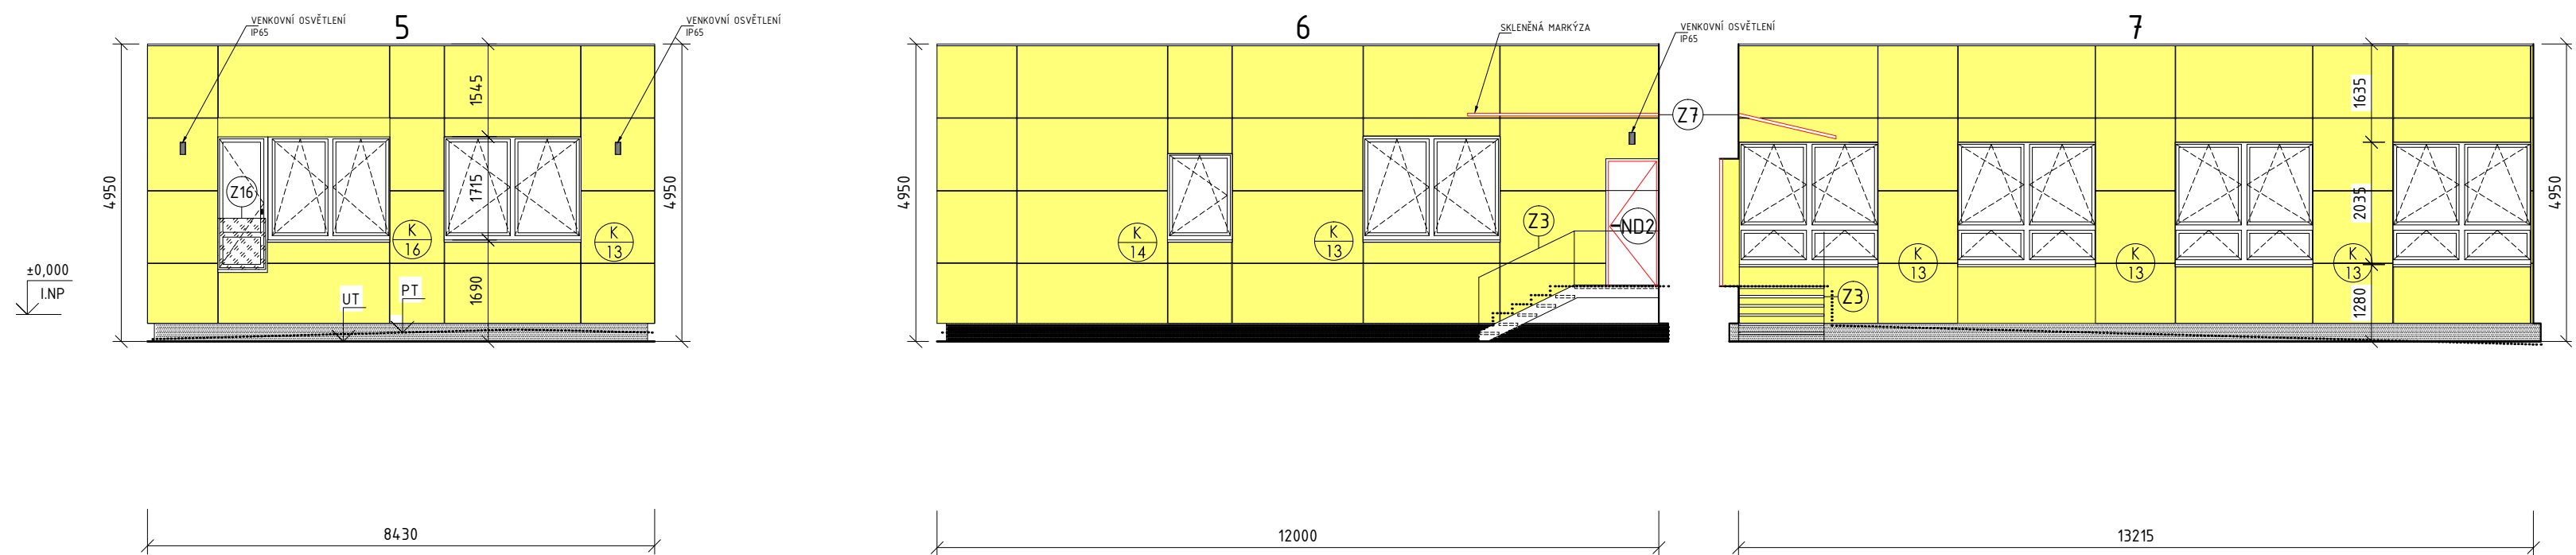 5
VENKOVNÍ OSVĚTLENÍ
IP65
VENKOVNÍ OSVĚTLENÍ
IP65
4950
1545
1715
1690
4950
Z16
K
16
K
13
±0,000
I.NP
UT
PT
8430
6
SKLENĚNÁ MARKÝZA
VENKOVNÍ OSVĚTLENÍ
IP65
4950
Z7
K
14
K
13
Z3
ND2
12000
7
1635
2035
1280
4950
K
13
K
13
K
13
Z3
13215